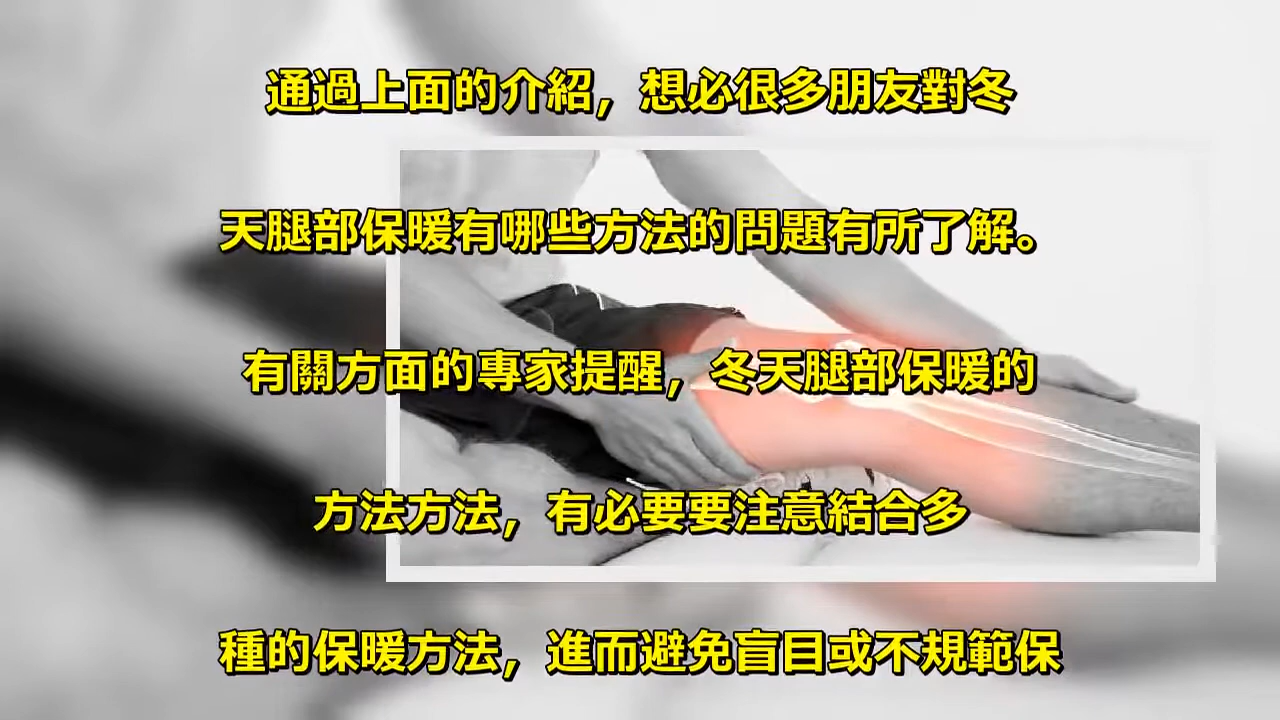 通過上面的介紹，想必很多朋友對冬
天腿部保暖有哪些方法的問題有所了解。
有關方面的專家提醒，冬天腿部保暖的
方法方法，有必要要注意結合多
種的保暖方法，進而避免盲目或不規範保